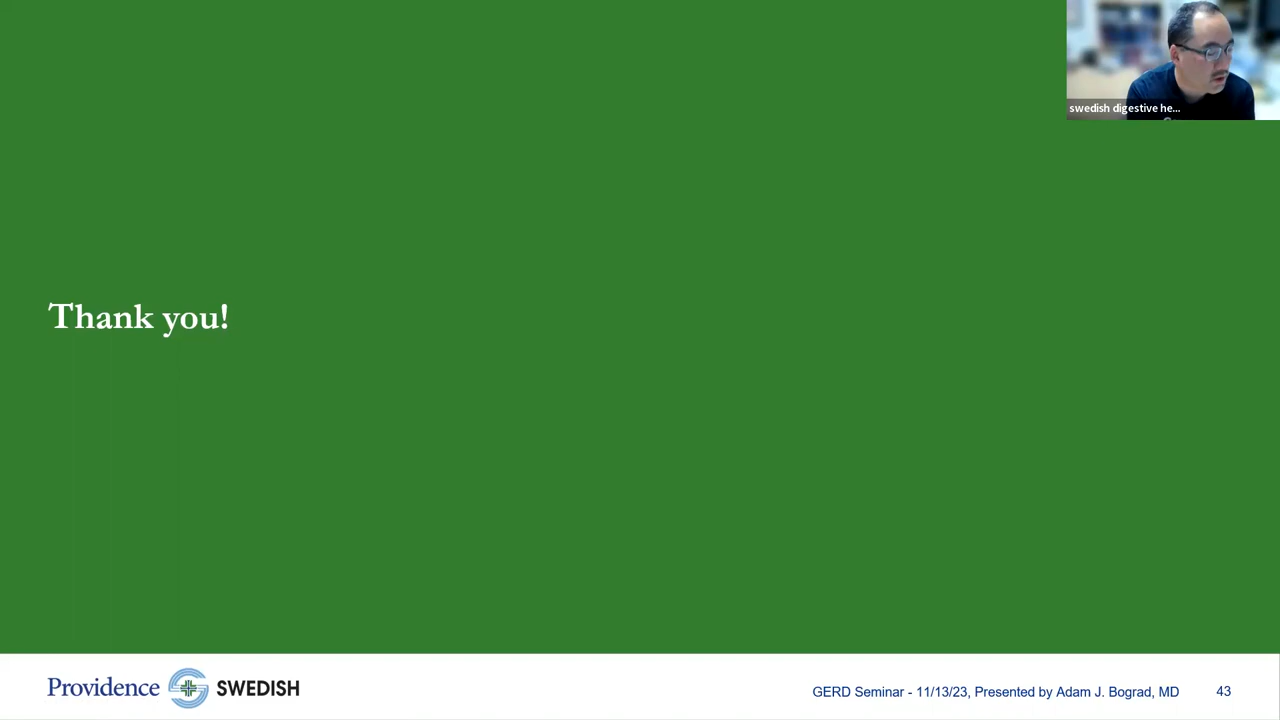 swedish digestive he...
Thank you!
Providence SWEDISH
GERD Seminar - 11/13/23, Presented by Adam J. Bograd, MD 43